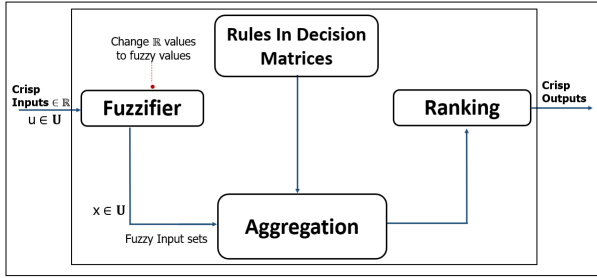 Change ℝ values
to fuzzy values
Rules In Decision
Matrices
Crisp
Inputs ∈ ℝ
u ∈ U
Fuzzifier
Ranking
Crisp
Outputs
x ∈ U
Fuzzy Input sets
Aggregation